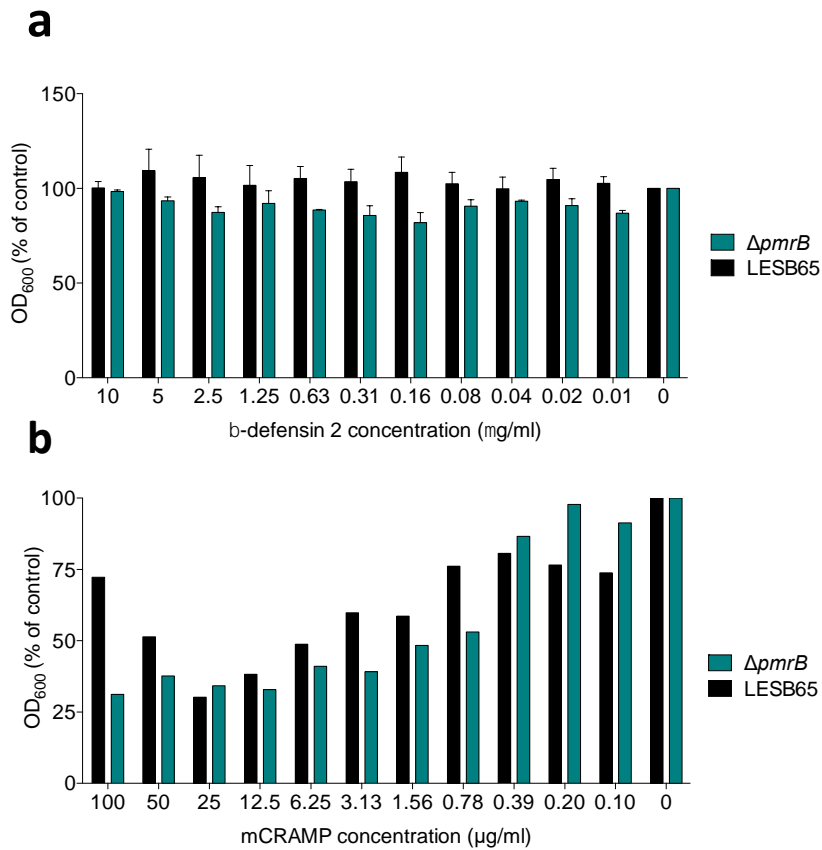 a
150
100
50
0
OD600 (% of control)
10 5 2.5 1.25 0.63 0.31 0.16 0.08 0.04 0.02 0.01 0
b-defensin 2 concentration (mg/ml)
ΔpmrB
LESB65
b
100
75
50
25
0
OD600 (% of control)
100 50 25 12.5 6.25 3.13 1.56 0.78 0.39 0.20 0.10 0
mCRAMP concentration (µg/ml)
ΔpmrB
LESB65